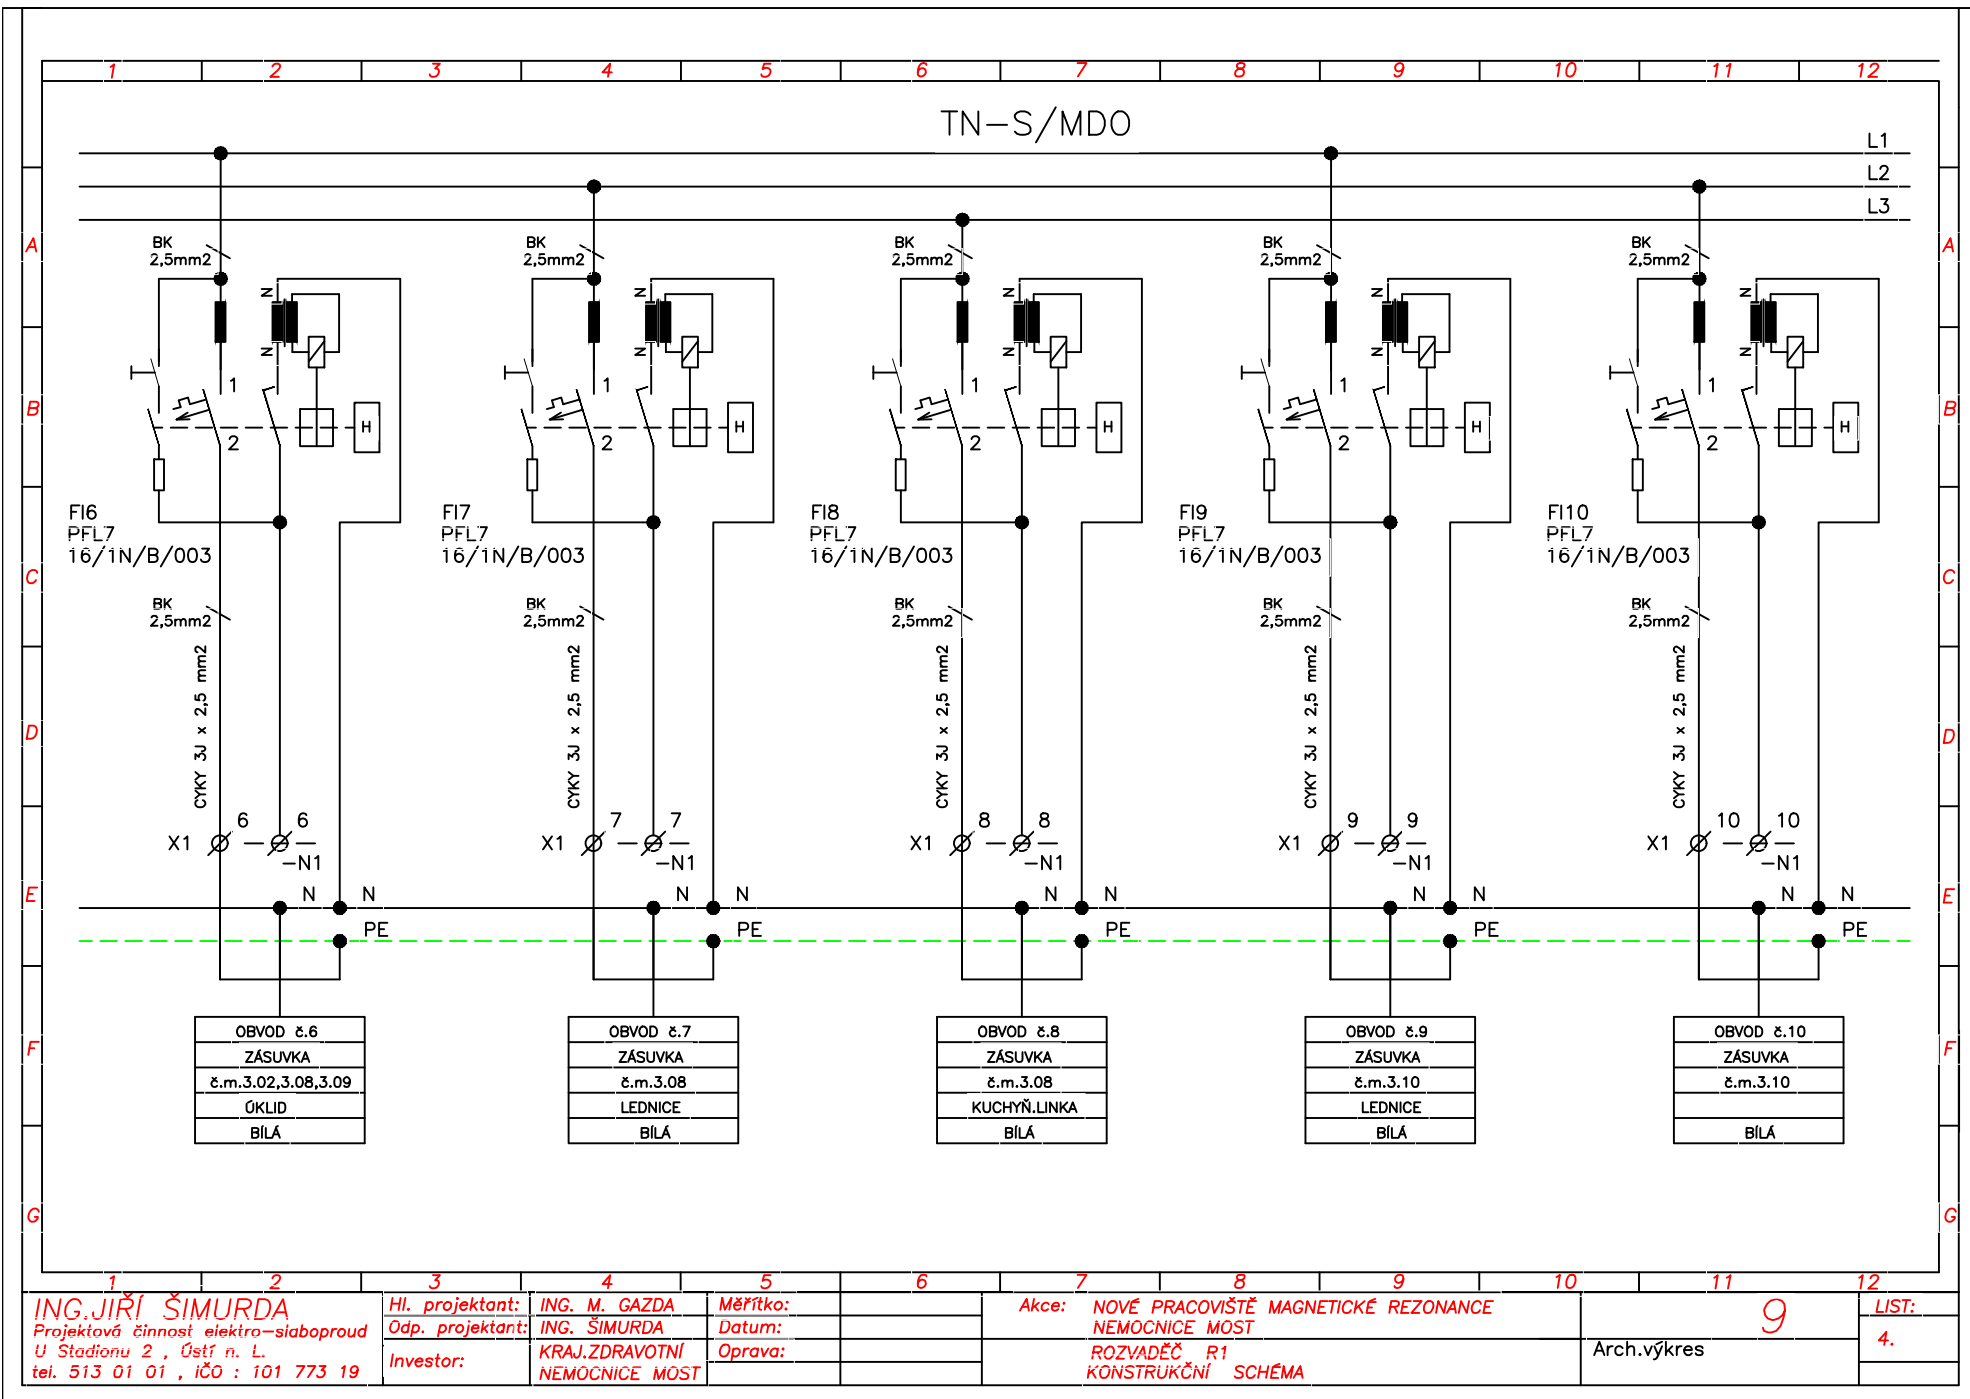 1 2 3 4 5 6 7 8 9 10 11 12
TN-S/MDO
L1
L2
L3
A A
BK BK BK BK BK
2,5mm2 2,5mm2 2,5mm2 2,5mm2 2,5mm2
N N N N N
N N N N N
1 1 1 1 1
B B
H H H H H
2 2 2 2 2
FI6 FI7 FI8 FI9 FI10
PFL7 PFL7 PFL7 PFL7 PFL7
16/1N/B/003 16/1N/B/003 16/1N/B/003 16/1N/B/003 16/1N/B/003
C C
BK BK BK BK BK
2,5mm2 2,5mm2 2,5mm2 2,5mm2 2,5mm2
CYKY 3J x 2,5 mm2 CYKY 3J x 2,5 mm2 CYKY 3J x 2,5 mm2 CYKY 3J x 2,5 mm2 CYKY 3J x 2,5 mm2
D D
6 6 7 7 8 8 9 9 10 10
X1 X1 X1 X1 X1
-N1 -N1 -N1 -N1 -N1
E N N N N N N N N N N E
PE PE PE PE PE
OBVOD č.6 OBVOD č.7 OBVOD č.8 OBVOD č.9 OBVOD č.10
F ZÁSUVKA ZÁSUVKA ZÁSUVKA ZÁSUVKA ZÁSUVKA F
č.m.3.02,3.08,3.09 č.m.3.08 č.m.3.08 č.m.3.10 č.m.3.10
ÚKLID LEDNICE KUCHYŇ.LINKA LEDNICE
BÍLÁ BÍLÁ BÍLÁ BÍLÁ BÍLÁ
G G
1 2 3 4 5 6 7 8 9 10 11 12
ING.JIŘÍ ŠIMURDA
Projektová činnost elektro-slaboproud
U Stadionu 2 , Ústí n. L.
tel. 513 01 01 , IČO : 101 773 19
Hl. projektant: ING. M. GAZDA
Odp. projektant: ING. ŠIMURDA
Investor: KRAJ.ZDRAVOTNÍ
NEMOCNICE MOST
Měřítko:
Datum:
Oprava:
Akce: NOVÉ PRACOVIŠTĚ MAGNETICKÉ REZONANCE
NEMOCNICE MOST
ROZVADĚČ R1
KONSTRUKČNÍ SCHÉMA
9
Arch.výkres
LIST:
4.